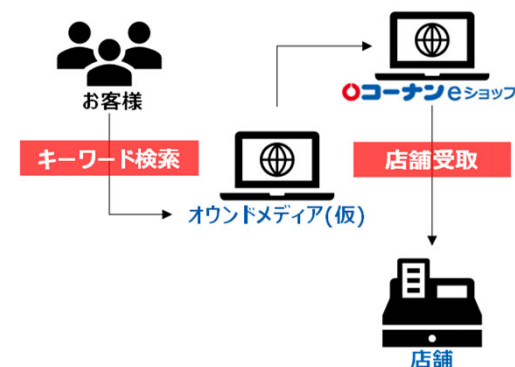 お客様
コーナンeショップ
キーワード検索
店舗受取
オウンドメディア(仮)
店舗